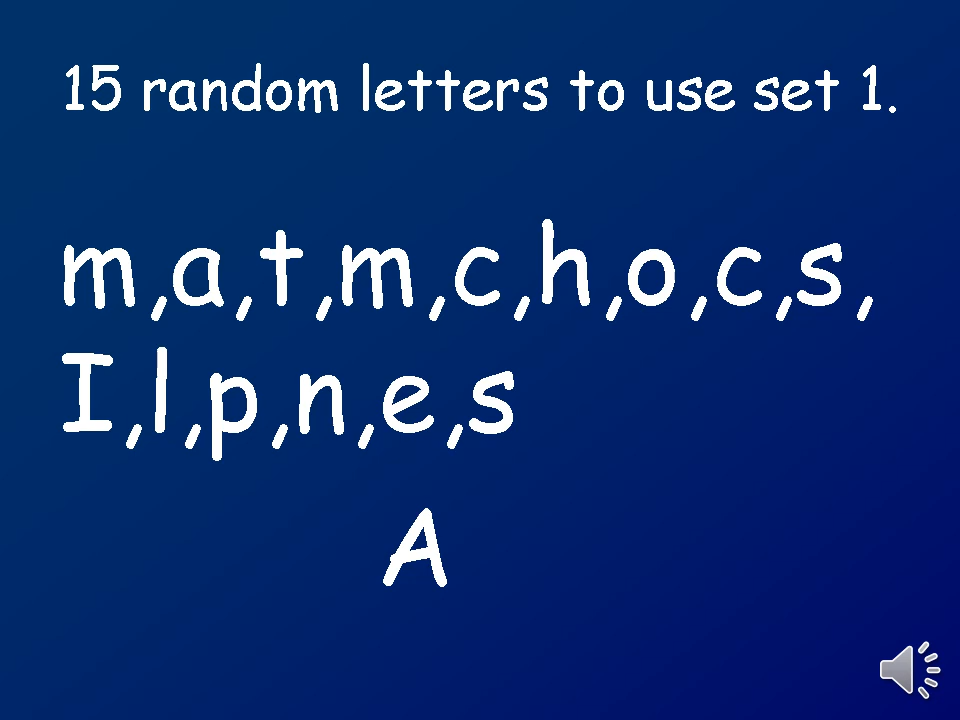 15 random letters to use set 1.
m,a,t,m,c,h,o,c,s,
I,l,p,n,e,s
A